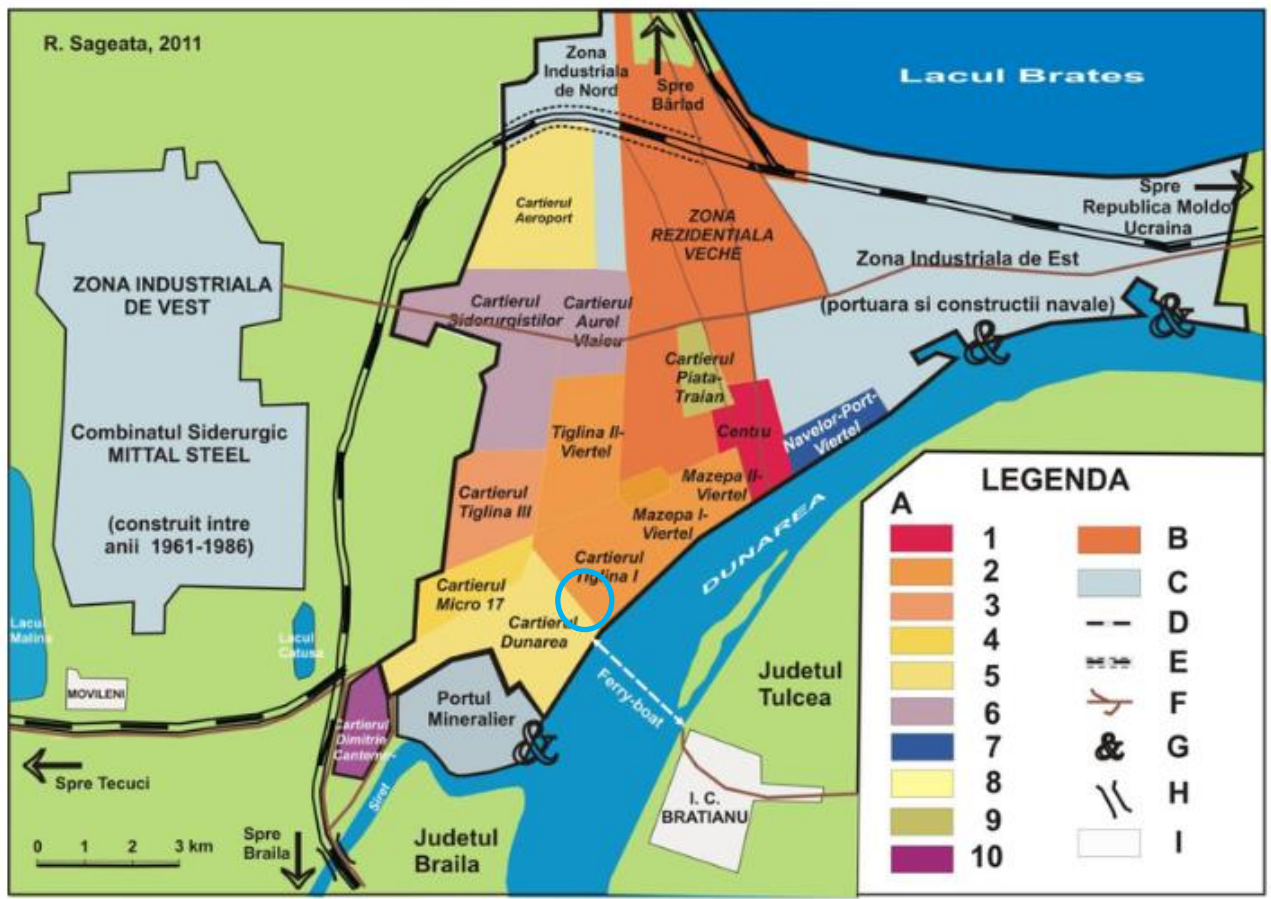 R. Sageata, 2011
Zona
Industriala
de Nord
Spre
Bârlad
Lacul Brates
Spre
Republica Moldo
Ucraina
Cartierul
Aeroport
ZONA
REZIDENTIALA
VECHE
Zona Industriala de Est
(portuara si constructii navale)
ZONA INDUSTRIALA
DE VEST
Cartierul
Siderurgistilor
Cartierul
Aurel
Vlaicu
Cartierul
Piata-
Traian
Combinatul Siderurgic
MITTAL STEEL
(construit intre
anii 1961-1986)
Tiglina II-
Viertel
Centru
Navelor-Port-
Viertel
Cartierul
Tiglina III
Mazepa II-
Viertel
Mazepa I-
Viertel
Cartierul
Tiglina I
DUNAREA
Cartierul
Micro 17
Cartierul
Dunarea
Lacul
Malina
Lacul
Catusa
MOVILENI
Portul
Mineralier
Ferry-boat
Judetul
Tulcea
Cartierul
Dimitrie
Cantemir
Spre Tecuci
Siret
I. C.
BRATIANU
Spre
Braila
Judetul
Braila
0 1 2 3 km
LEGENDA
A
1 B
2 C
3 D
4 E
5 F
6 G
7 H
8 I
9
10